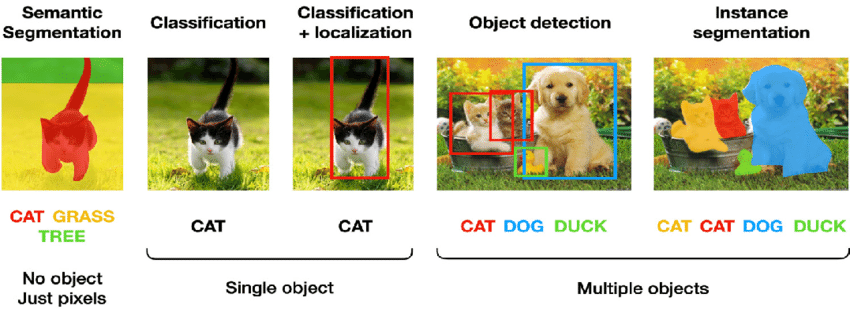 Semantic
Segmentation
Classification
Classification
+ localization
Object detection
Instance
segmentation
CAT GRASS
TREE
CAT
CAT
CAT DOG DUCK
CAT CAT DOG DUCK
No object
Just pixels
Single object
Multiple objects